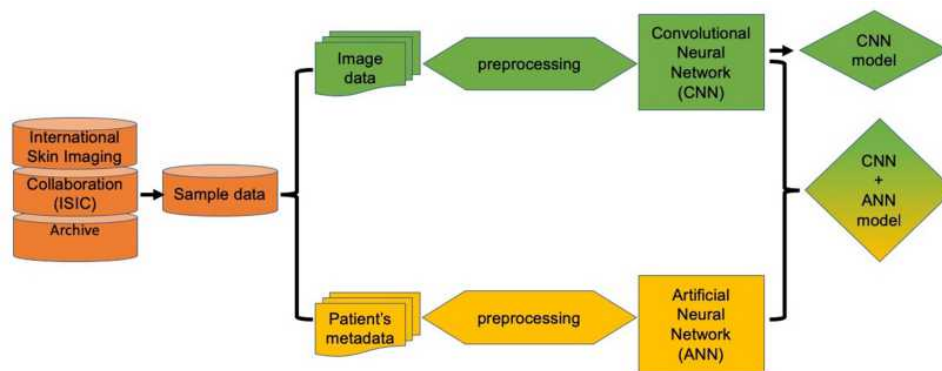 International
Skin Imaging
Collaboration
(ISIC)
Archive
Sample data
Image
data
preprocessing
Convolutional
Neural
Network
(CNN)
CNN
model
CNN
+
ANN
model
Patient's
metadata
preprocessing
Artificial
Neural
Network
(ANN)